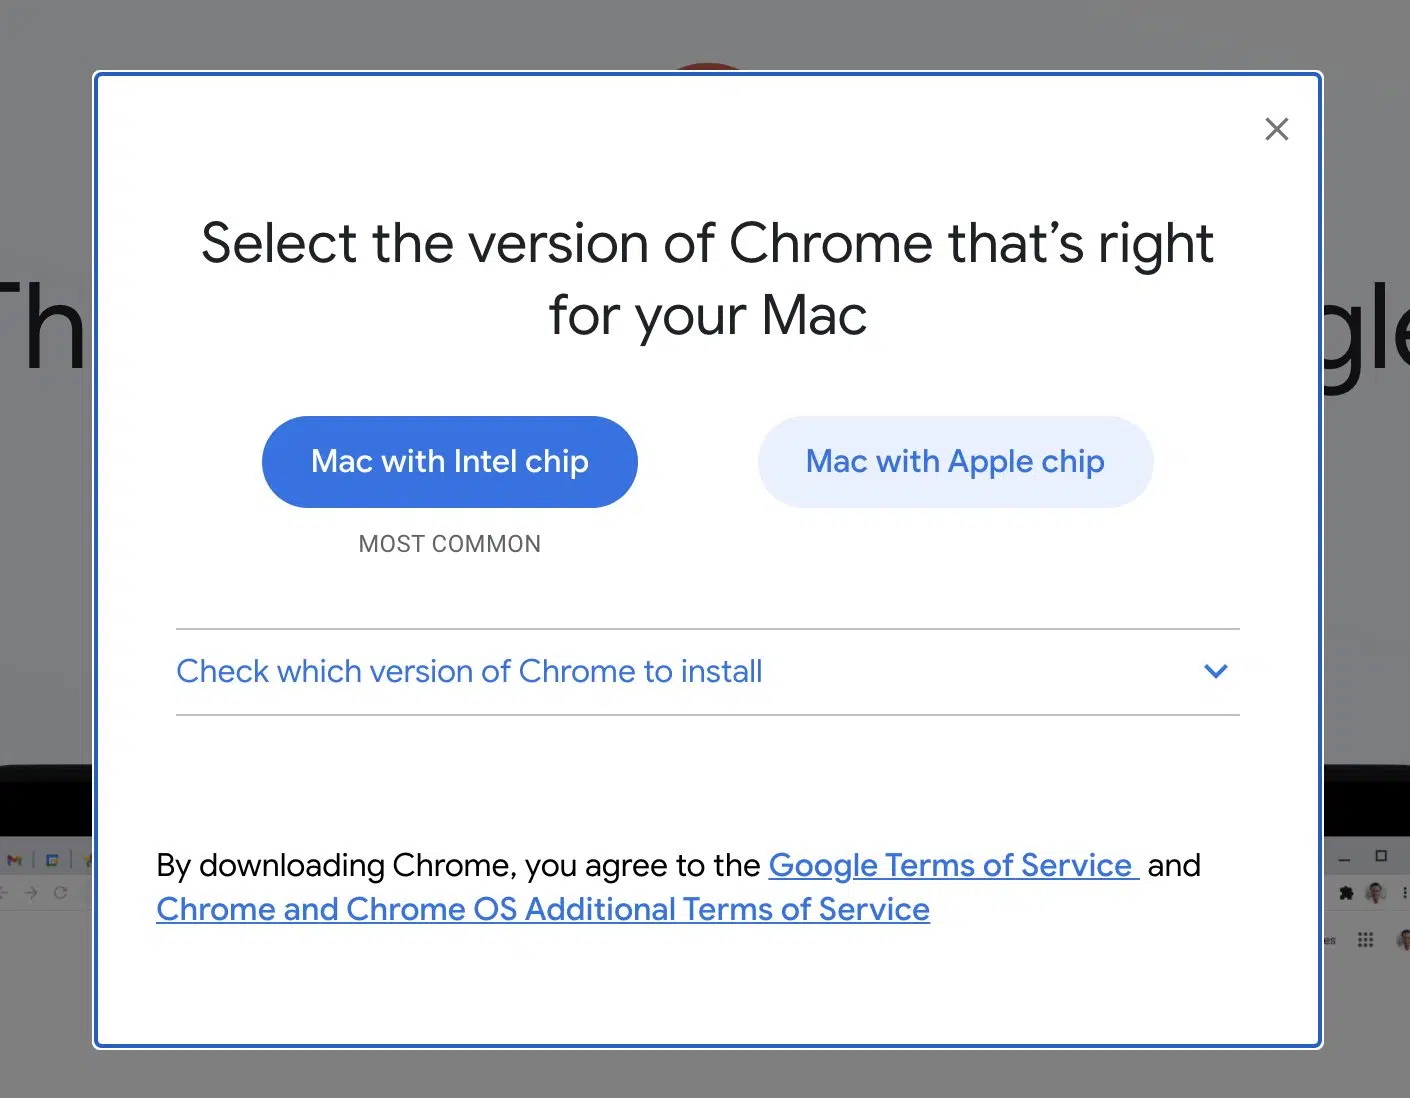 Select the version of Chrome that’s right
for your Mac
Mac with Intel chip
Mac with Apple chip
MOST COMMON
Check which version of Chrome to install
By downloading Chrome, you agree to the Google Terms of Service and
Chrome and Chrome OS Additional Terms of Service